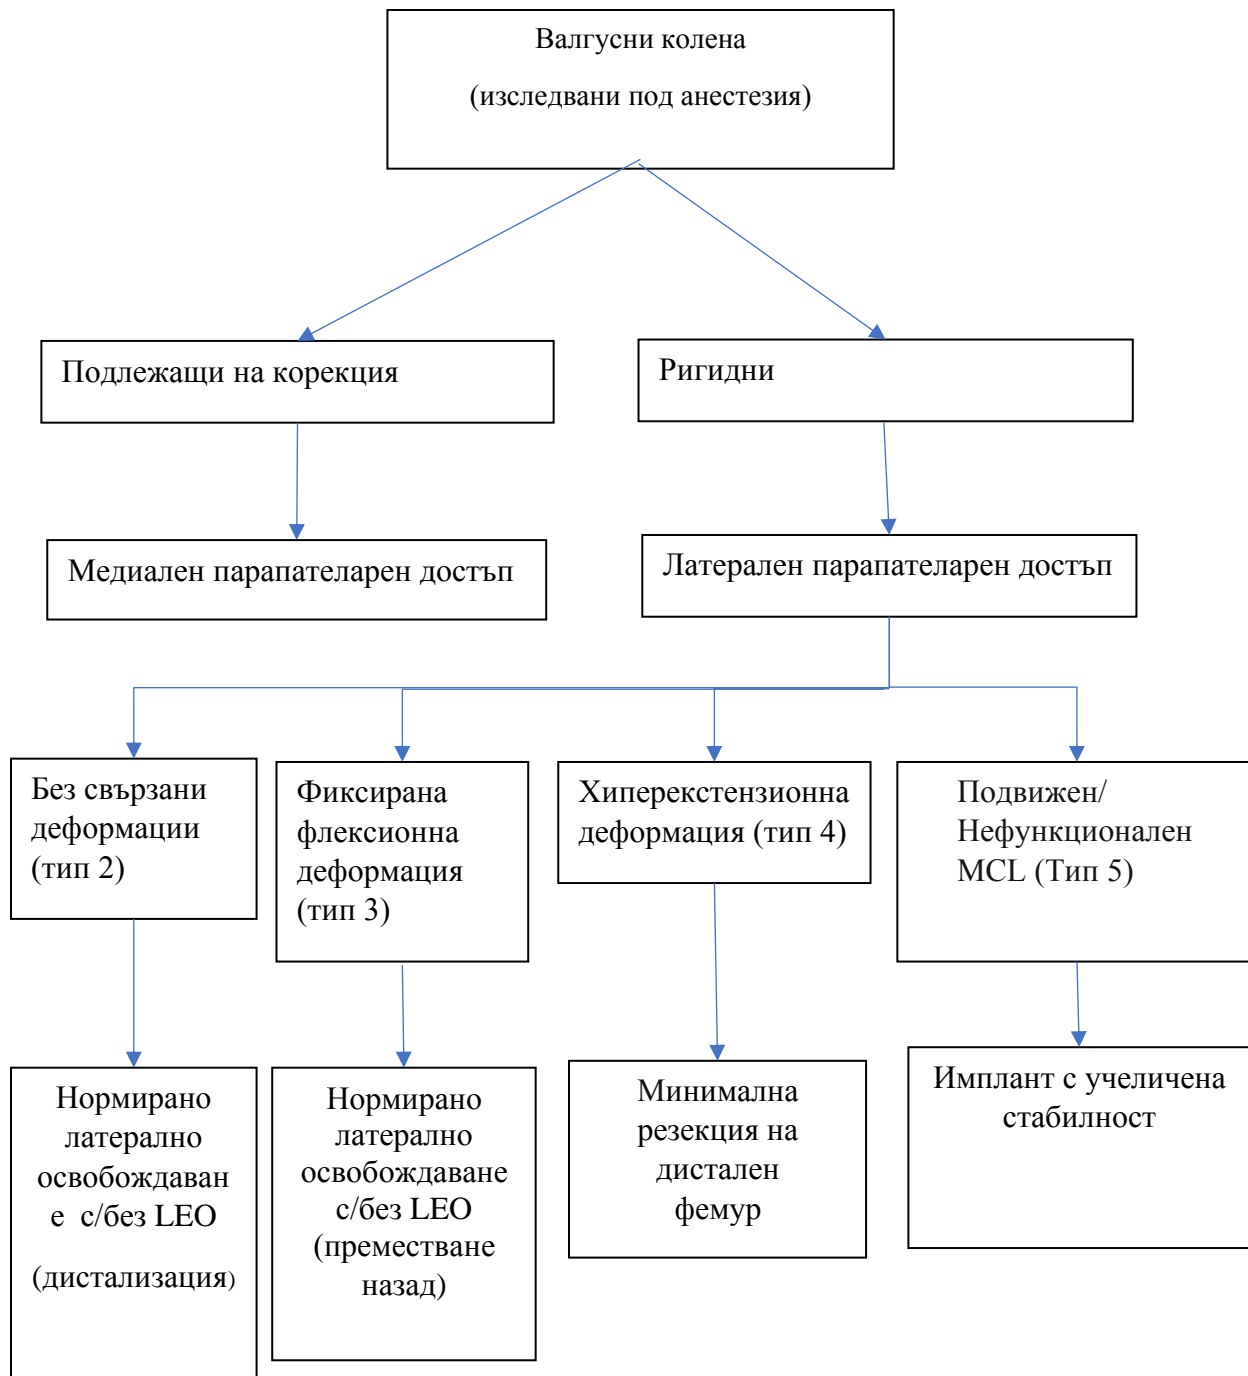 Валгусни колена
(изследвани под анестезия)
Подлежащи на корекция
Ригидни
Медиален парапателарен достъп
Латерален парапателарен достъп
Без свързани
деформации
(тип 2)
Фиксирана
флексионна
деформация
(тип 3)
Хиперекстензионна
деформация (тип 4)
Подвижен/
Нефункционален
MCL (Тип 5)
Нормирано
латерално
освобождаван
е с/без LEO
(дистализация)
Нормирано
латерално
освобождаване
с/без LEO
(преместване
назад)
Минимална
резекция на
дистален
фемур
Имплант с учеличена
стабилност